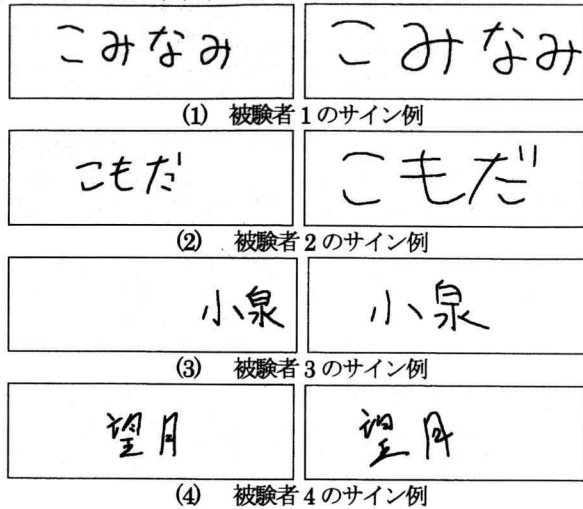 こみなみ こみなみ
(1) 被験者1のサイン例
こもだ こもだ
(2) 被験者2のサイン例
小泉 小泉
(3) 被験者3のサイン例
望月 望月
(4) 被験者4のサイン例